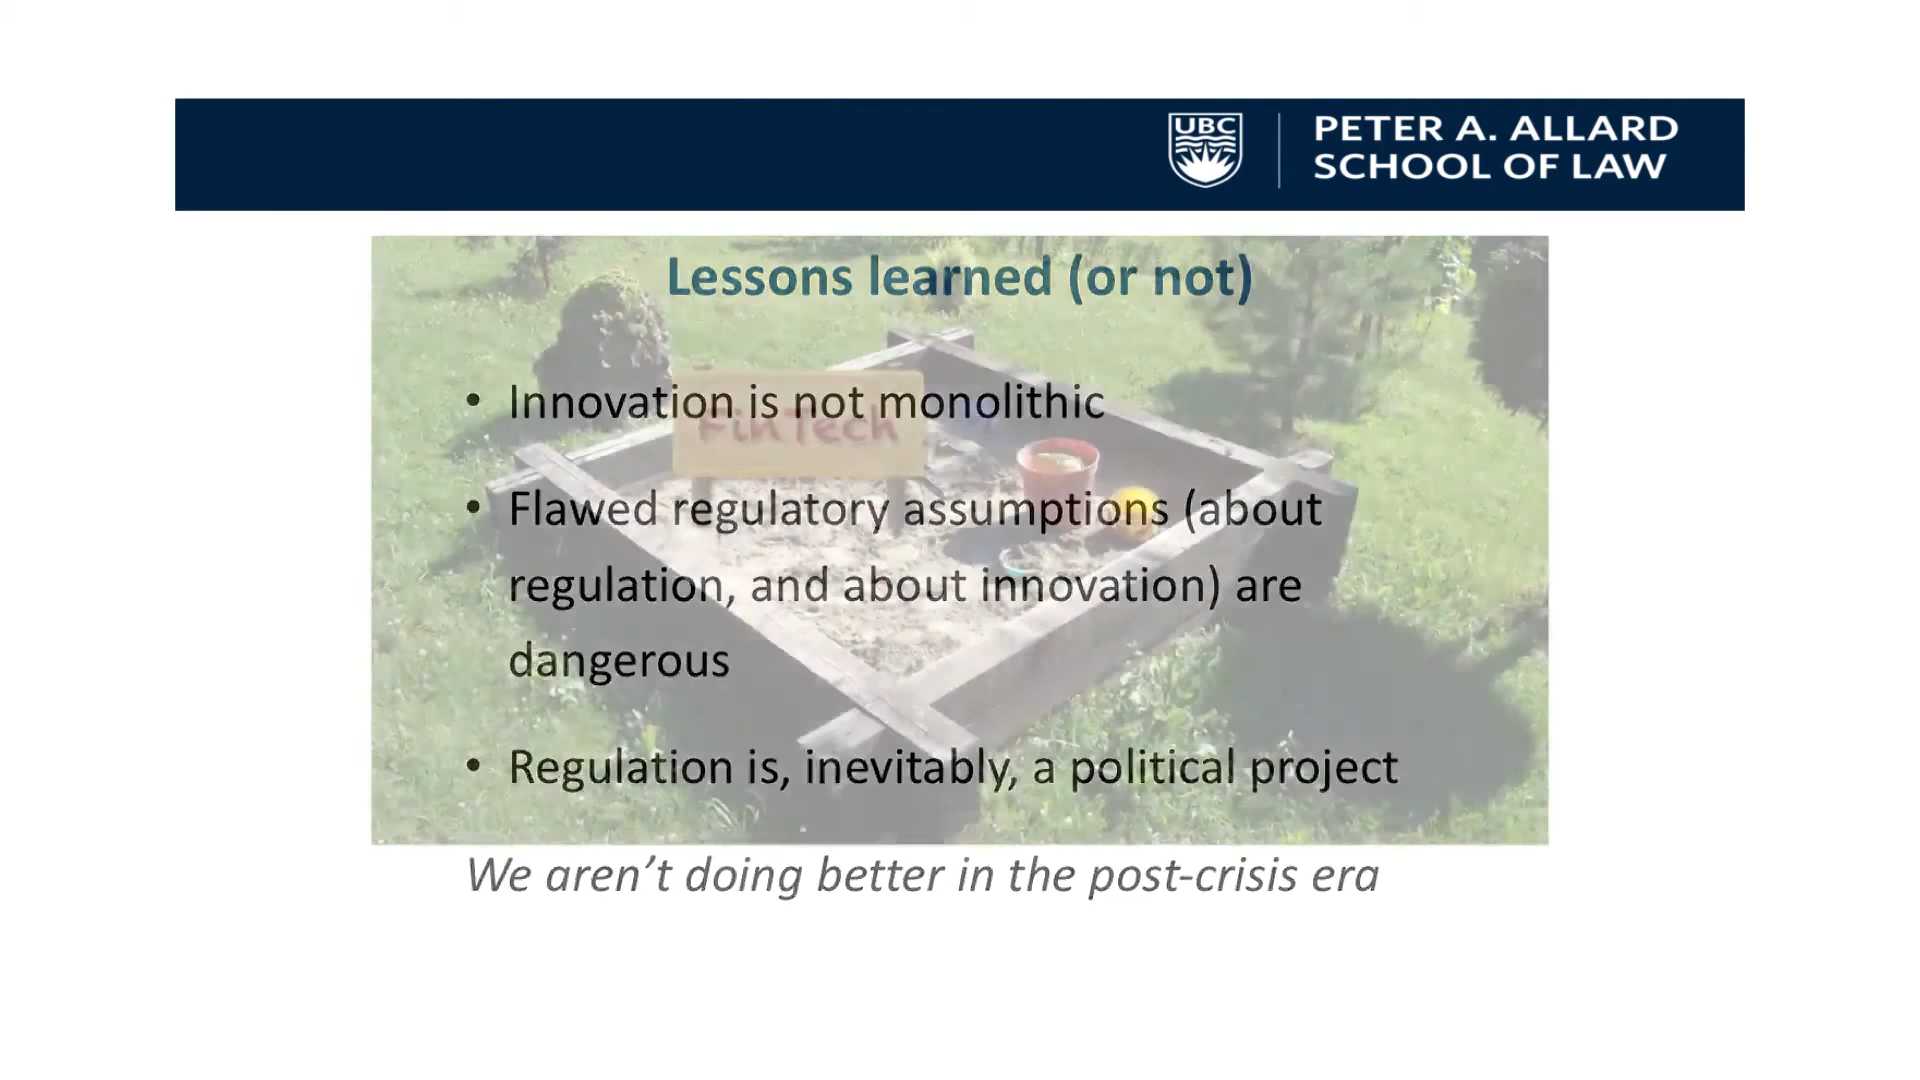 UBC
PETER A. ALLARD
SCHOOL OF LAW
Lessons learned (or not)
• Innovation is not monolithic
FinTech
• Flawed regulatory assumptions (about
regulation, and about innovation) are
dangerous
• Regulation is, inevitably, a political project
We aren’t doing better in the post-crisis era